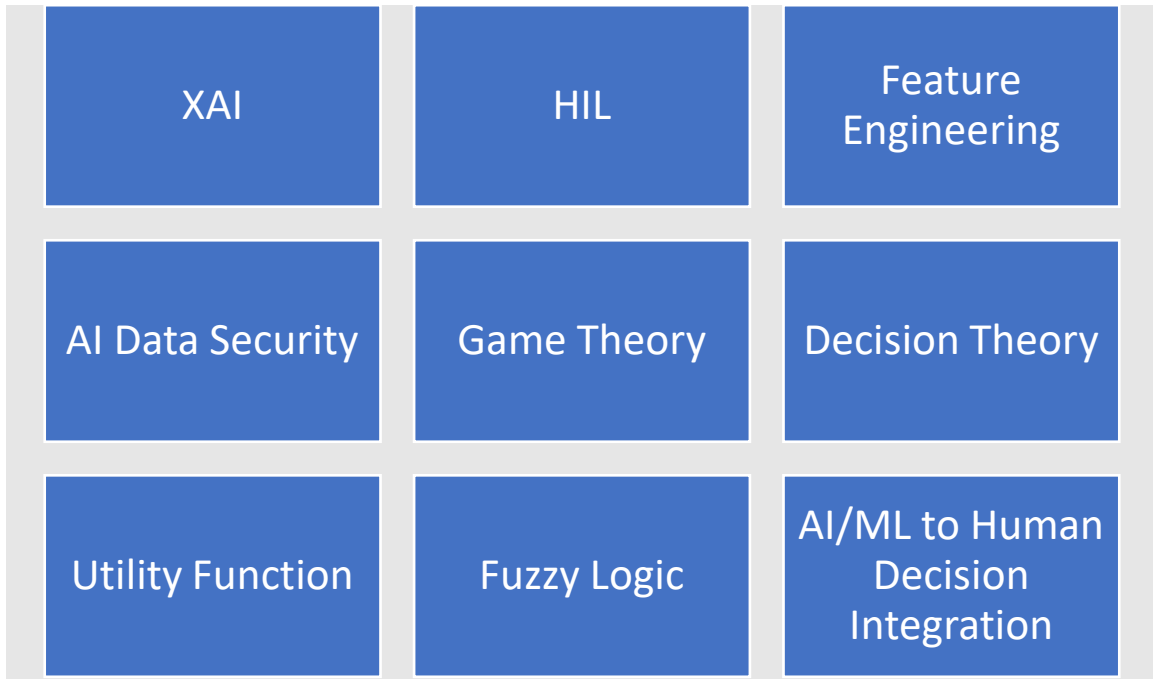 XAI
HIL
Feature
Engineering
AI Data Security
Game Theory
Decision Theory
Utility Function
Fuzzy Logic
AI/ML to Human
Decision
Integration